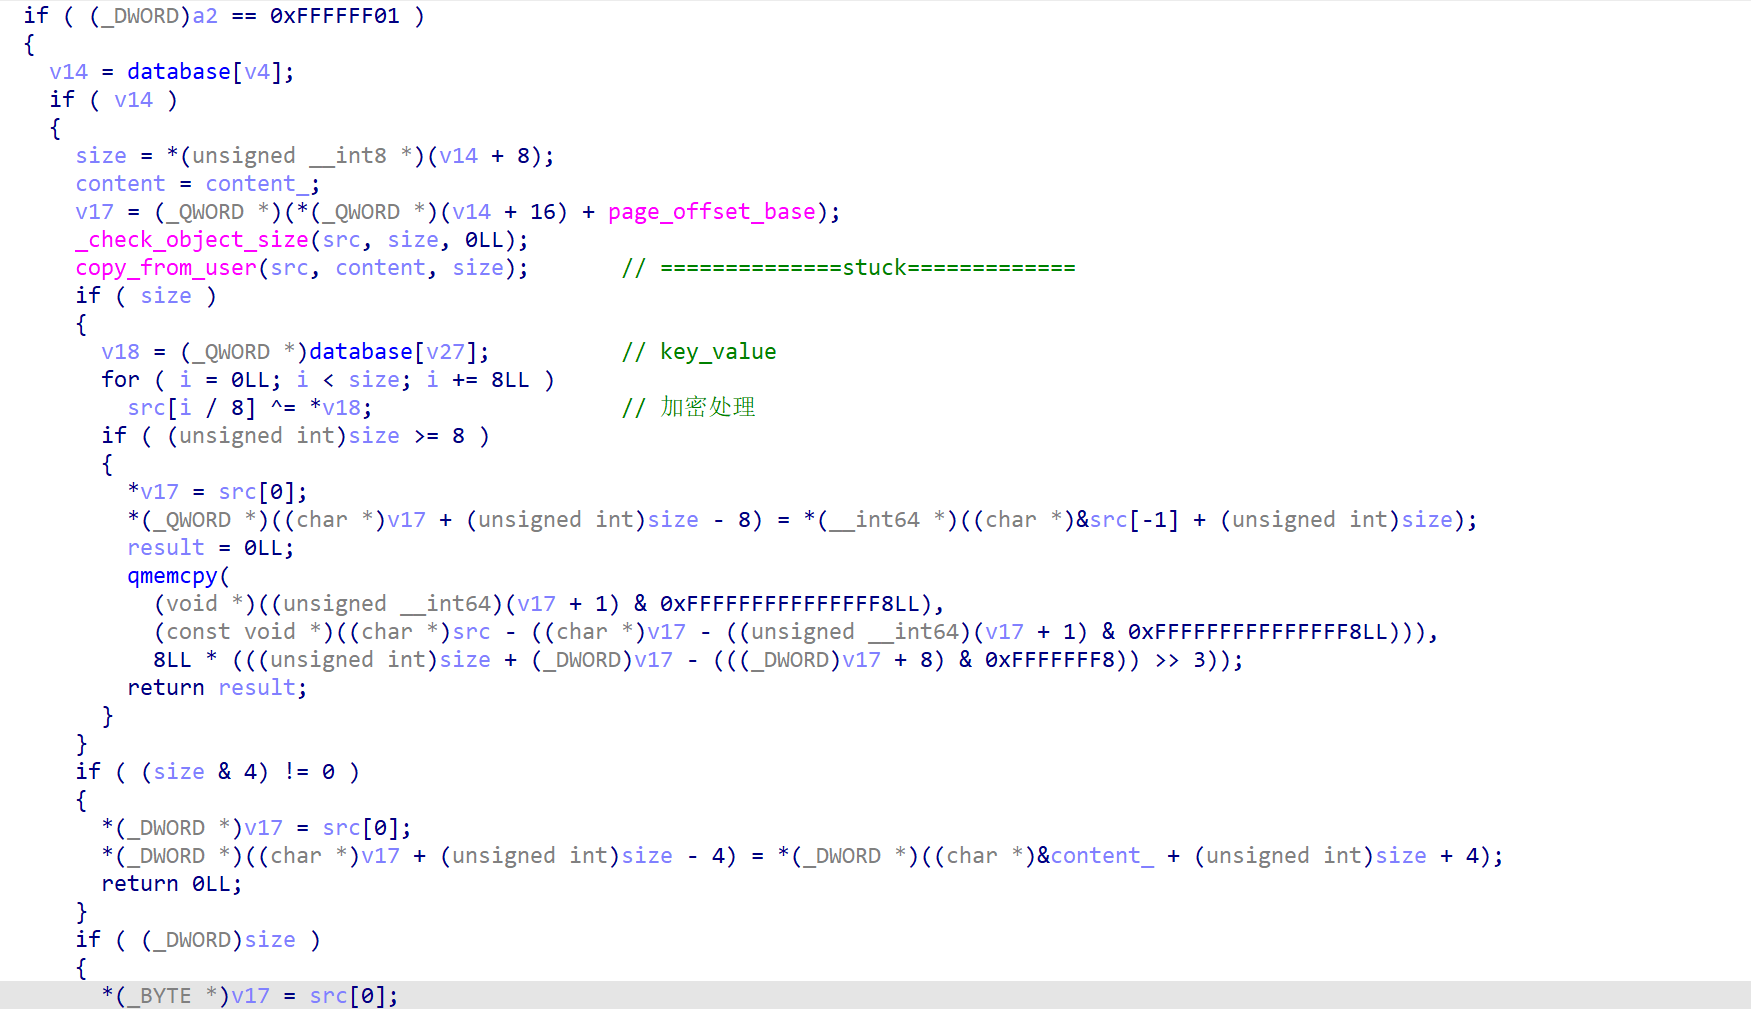 if ( (_DWORD)a2 == 0xFFFFFF01 )
{
v14 = database[v4];
if ( v14 )
{
size = *(unsigned __int8 *)(v14 + 8);
content = content_;
v17 = (_QWORD *)(*(_QWORD *)(v14 + 16) + page_offset_base);
_check_object_size(src, size, 0LL);
copy_from_user(src, content, size); // ==============stuck=============
if ( size )
{
v18 = (_QWORD *)database[v27]; // key_value
for ( i = 0LL; i < size; i += 8LL )
src[i / 8] ^= *v18; // 加密处理
if ( (unsigned int)size >= 8 )
{
*v17 = src[0];
*(_QWORD *)((char *)v17 + (unsigned int)size - 8) = *(__int64 *)((char *)&src[-1] + (unsigned int)size);
result = 0LL;
qmemcpy(
(void *)((unsigned __int64)(v17 + 1) & 0xFFFFFFFFFFFFFFF8LL),
(const void *)((char *)src - ((char *)v17 - ((unsigned __int64)(v17 + 1) & 0xFFFFFFFFFFFFFFF8LL))),
8LL * (((unsigned int)size + (_DWORD)v17 - (((_DWORD)v17 + 8) & 0xFFFFFFF8)) >> 3));
return result;
}
}
if ( (size & 4) != 0 )
{
*(_DWORD *)v17 = src[0];
*(_DWORD *)((char *)v17 + (unsigned int)size - 4) = *(_DWORD *)((char *)&content_ + (unsigned int)size + 4);
return 0LL;
}
if ( (_DWORD)size )
{
*(_BYTE *)v17 = src[0];